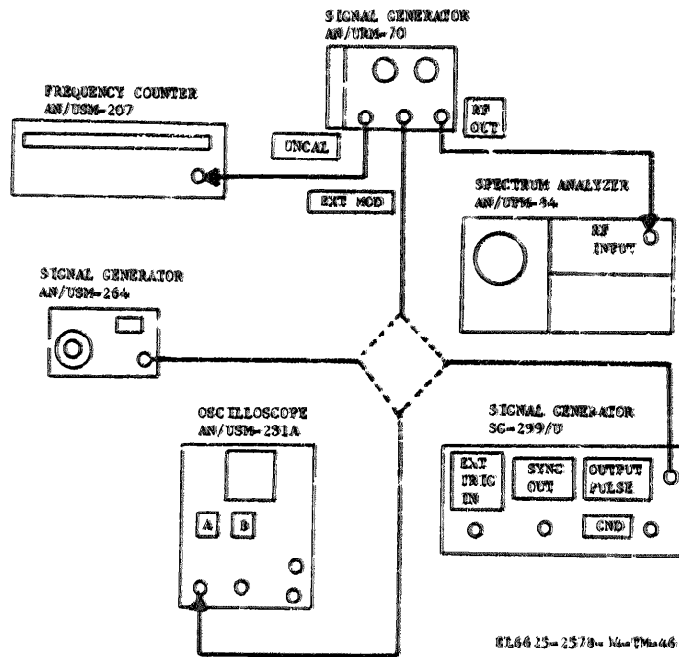 SIGNAL GENERATOR
AN/URM-70
FREQUENCY COUNTER
AN/USM-207
UNCAL
RF
OUT
EXT MOD
SPECTRUM ANALYZER
AN/UPM-84
RF
INPUT
SIGNAL GENERATOR
AN/USM-264
OSCILLOSCOPE
AN/USM-281A
A B
SIGNAL GENERATOR
SG-299/U
EXT
TRIG
IN
SYNC
OUT
OUTPUT
PULSE
GND